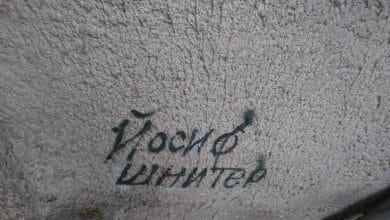 Йосиф
шнитер